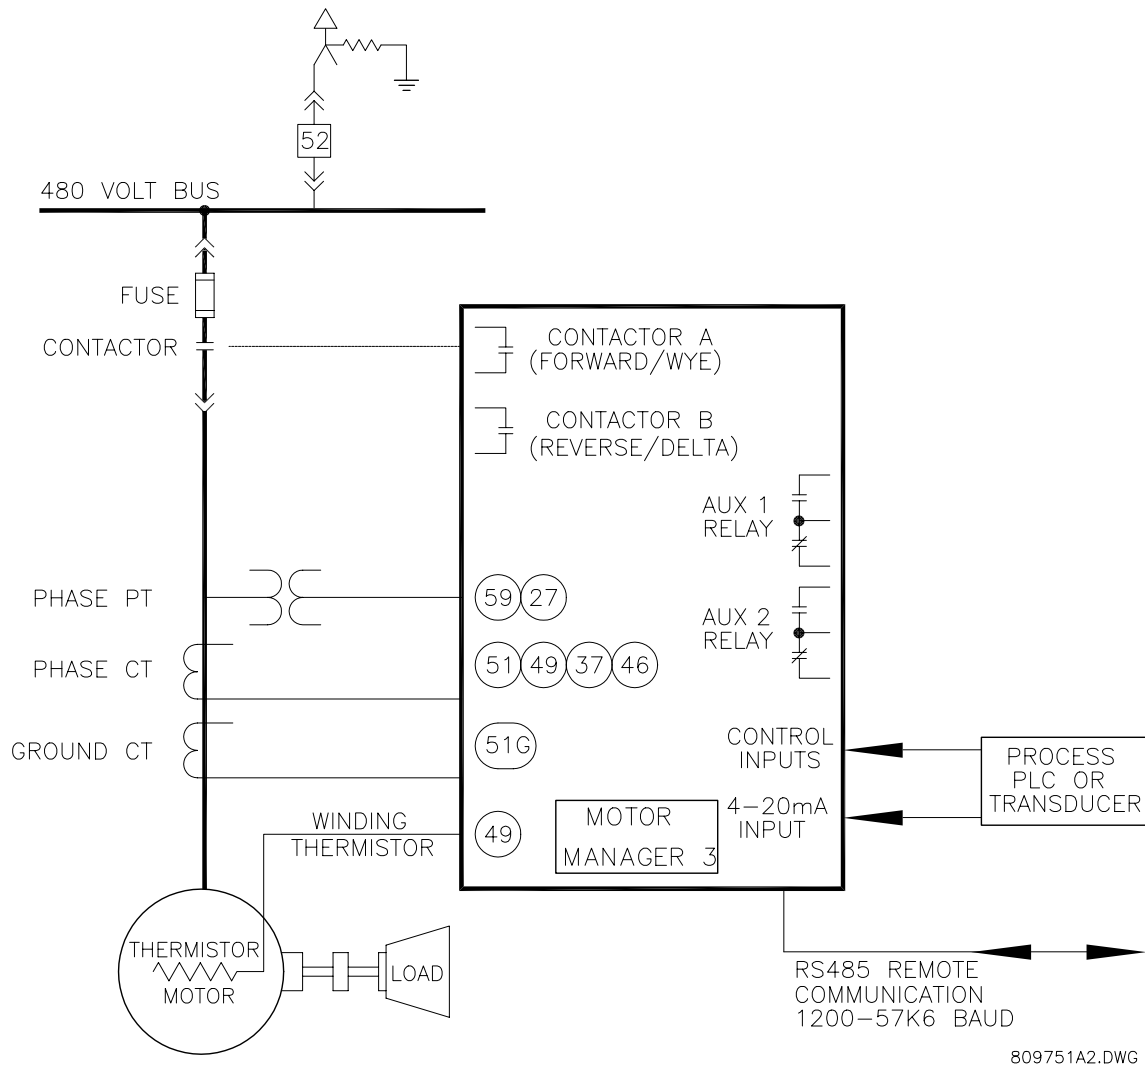 52
480 VOLT BUS
FUSE
CONTACTOR
CONTACTOR A
(FORWARD/WYE)
CONTACTOR B
(REVERSE/DELTA)
AUX 1
RELAY
PHASE PT
59 27
AUX 2
RELAY
PHASE CT
51 49 37 46
GROUND CT
51G
CONTROL
INPUTS
PROCESS
PLC OR
TRANSDUCER
4-20mA
INPUT
WINDING
THERMISTOR
49
MOTOR
MANAGER 3
THERMISTOR
MOTOR
LOAD
RS485 REMOTE
COMMUNICATION
1200-57K6 BAUD
809751A2.DWG